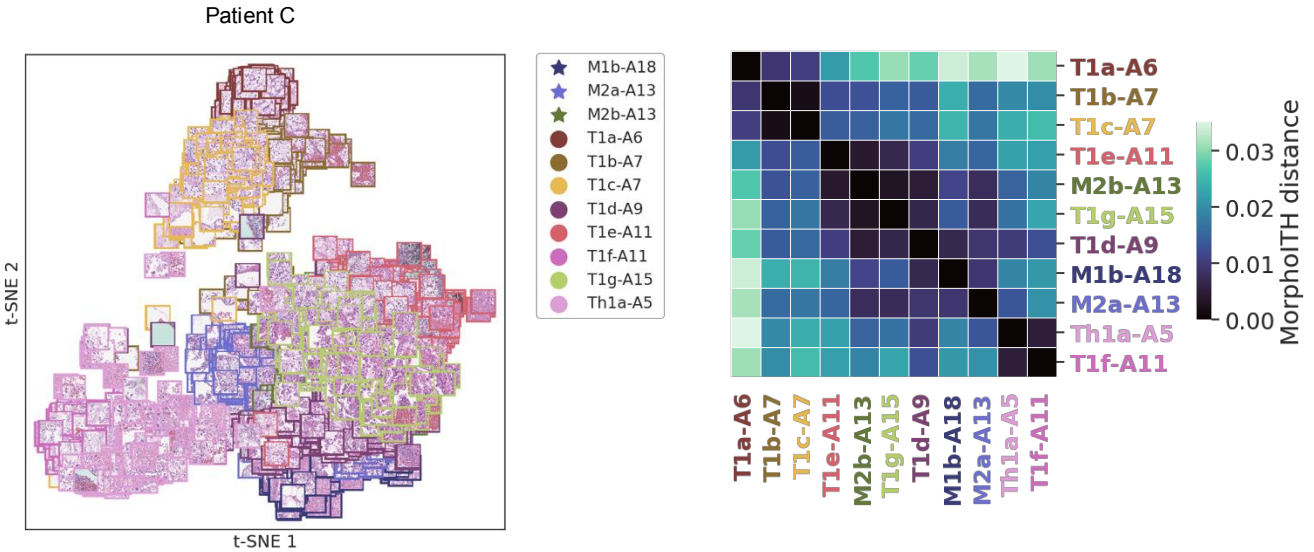 Patient C
t-SNE 2
t-SNE 1
M1b-A18
M2a-A13
M2b-A13
T1a-A6
T1b-A7
T1c-A7
T1d-A9
T1e-A11
T1f-A11
T1g-A15
Th1a-A5
T1a-A6
T1b-A7
T1c-A7
T1e-A11
M2b-A13
T1g-A15
T1d-A9
M1b-A18
M2a-A13
Th1a-A5
T1f-A11
T1a-A6
T1b-A7
T1c-A7
T1e-A11
M2b-A13
T1g-A15
T1d-A9
M1b-A18
M2a-A13
Th1a-A5
T1f-A11
0.03
0.02
0.01
0.00
MorpholTH distance